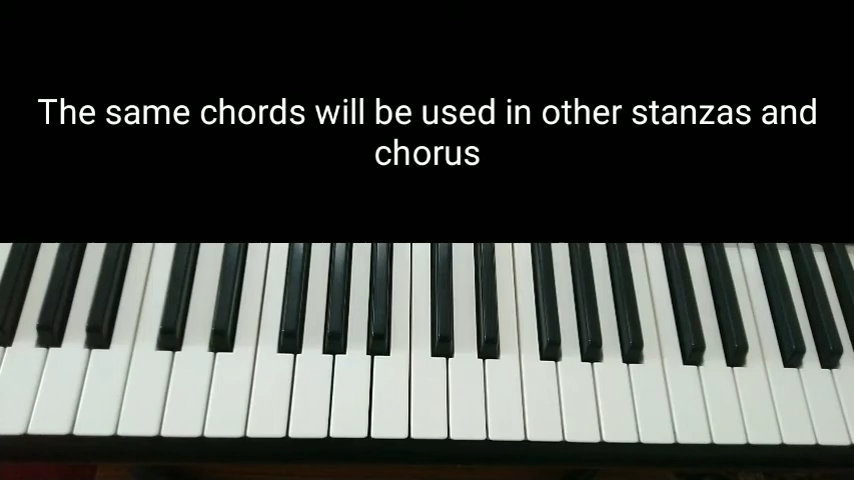 The same chords will be used in other stanzas and
chorus